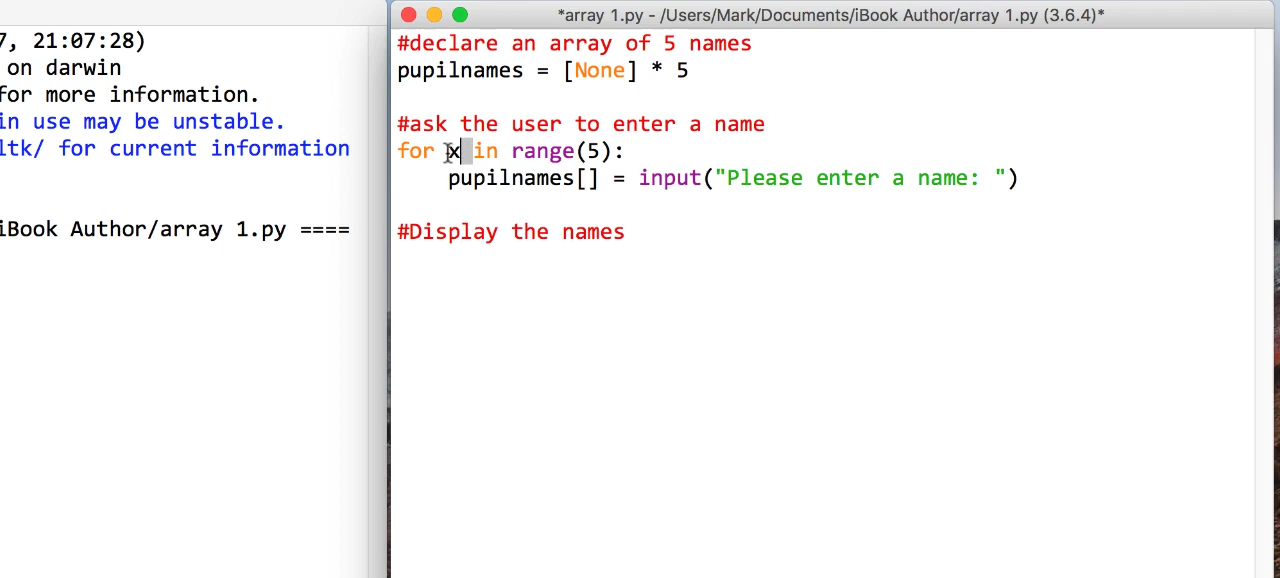 7, 21:07:28)
on darwin
for more information.
in use may be unstable.
ltk/ for current information
iBook Author/array 1.py ====
*array 1.py - /Users/Mark/Documents/iBook Author/array 1.py (3.6.4)*
#declare an array of 5 names
pupilnames = [None] * 5
#ask the user to enter a name
for x in range(5):
    pupilnames[] = input("Please enter a name: ")
#Display the names